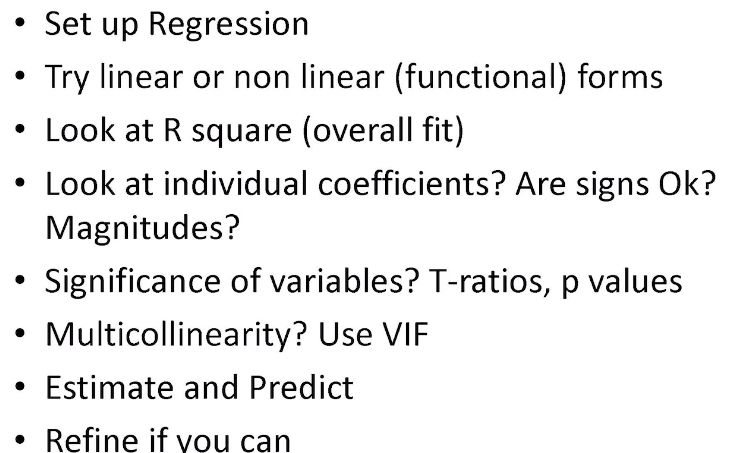 • Set up Regression
• Try linear or non linear (functional) forms
• Look at R square (overall fit)
• Look at individual coefficients? Are signs Ok?
Magnitudes?
• Significance of variables? T-ratios, p values
• Multicollinearity? Use VIF
• Estimate and Predict
• Refine if you can